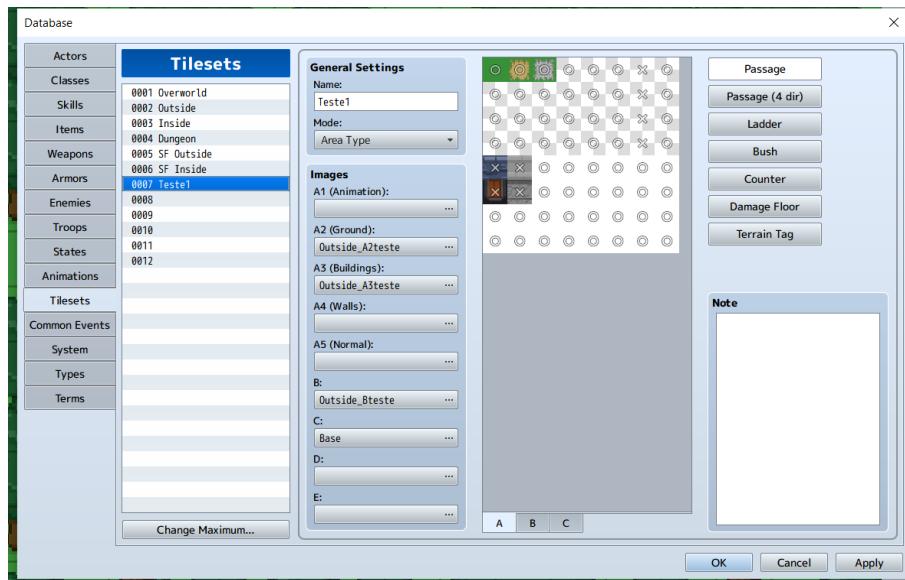 Database
Actors
Classes
Skills
Items
Weapons
Armors
Enemies
Troops
States
Animations
Tilesets
Common Events
System
Types
Terms
Tilesets
0001 Overworld
0002 Outside
0003 Inside
0004 Dungeon
0005 SF Outside
0006 SF Inside
0007 Teste1
0008
0009
0010
0011
0012
Change Maximum...
General Settings
Name:
Teste1
Mode:
Area Type
Images
A1 (Animation):
...
A2 (Ground):
Outside_A2teste ...
A3 (Buildings):
Outside_A3teste ...
A4 (Walls):
...
A5 (Normal):
...
B:
Outside_Bteste ...
C:
Base ...
D:
...
E:
...
A B C
Passage
Passage (4 dir)
Ladder
Bush
Counter
Damage Floor
Terrain Tag
Note
OK Cancel Apply